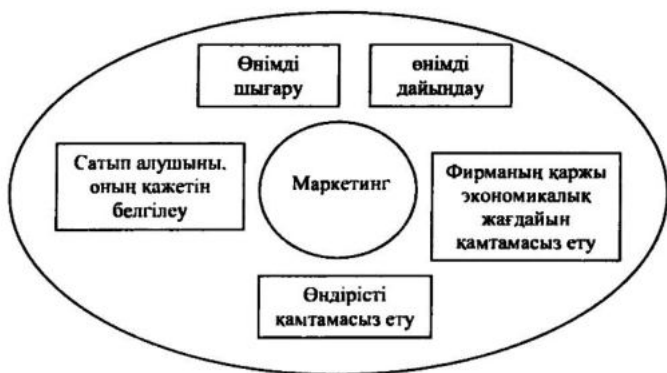 Өнімді
шығару
өнімді
дайындау
Сатып алушыны,
оның қажетін
белгілеу
Маркетинг
Фирманың қаржы
экономикалық
жағдайын
қамтамасыз ету
Өндірісті
қамтамасыз ету